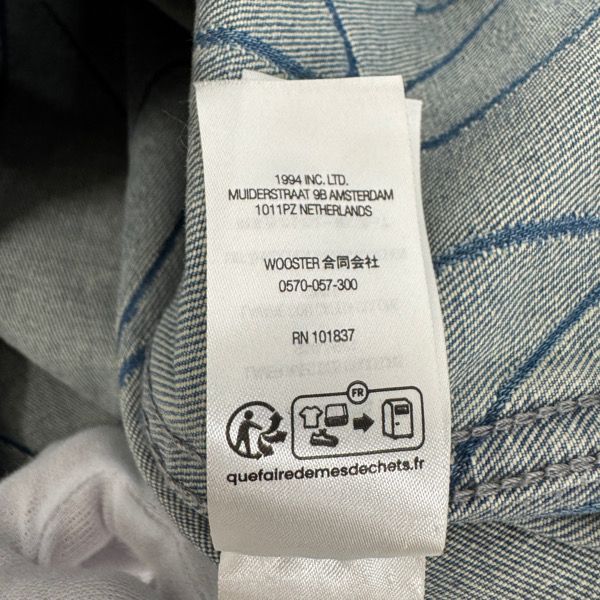 1994 INC. LTD.
MUIDERSTRAAT 9B AMSTERDAM
1011PZ NETHERLANDS
WOOSTER 合同会社
0570-057-300
RN 101837
FR
quefairedemesdechets.fr